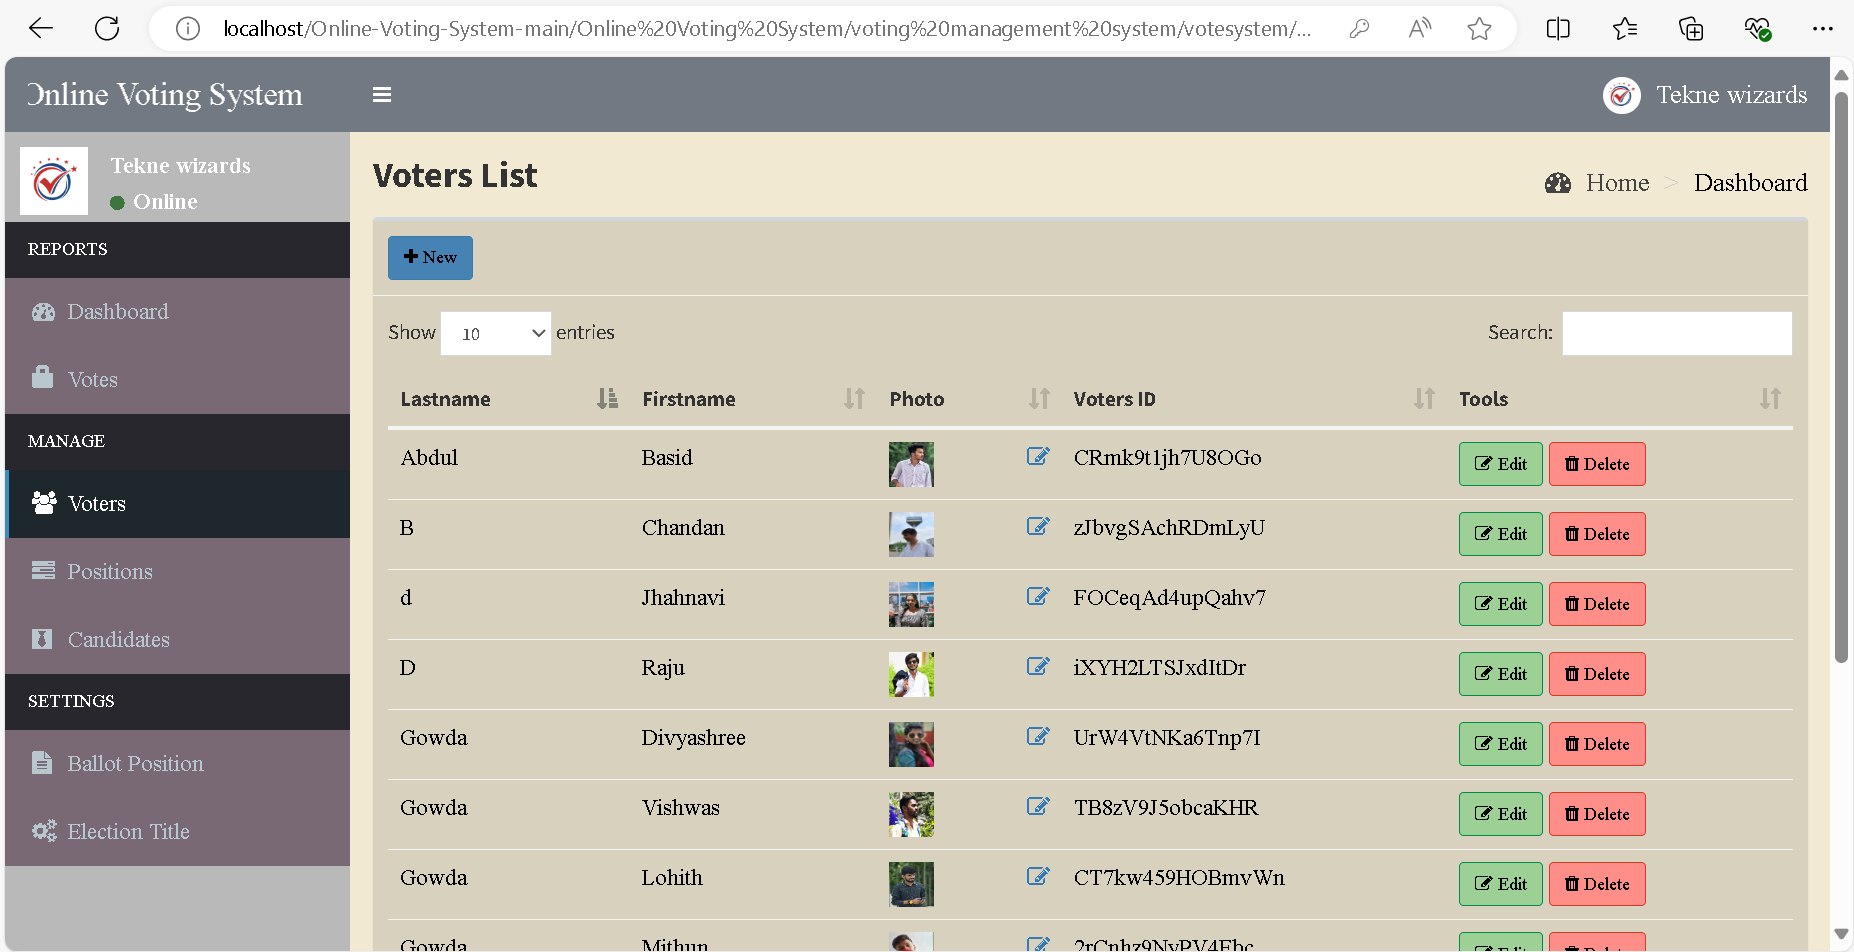 localhost/Online-Voting-System-main/Online%20Voting%20System/voting%20management%20system/votesystem/...
Online Voting System
Tekne wizards
Tekne wizards
Online
Voters List
Home > Dashboard
REPORTS
Dashboard
Votes
MANAGE
Voters
Positions
Candidates
SETTINGS
Ballot Position
Election Title
New
Show 10 entries
Search:
Lastname Firstname Photo Voters ID Tools
Abdul Basid CRmk9t1jh7U8OGo Edit Delete
B Chandan zJbvgSAchRDmLyU Edit Delete
d Jhahnavi FOCeqAd4upQahv7 Edit Delete
D Raju iXYH2LTSJxdItDr Edit Delete
Gowda Divyashree UrW4VtNKa6Tnp7I Edit Delete
Gowda Vishwas TB8zV9J5obcaKHR Edit Delete
Gowda Lohith CT7kw459HOBmvWn Edit Delete
Gowda Mithun